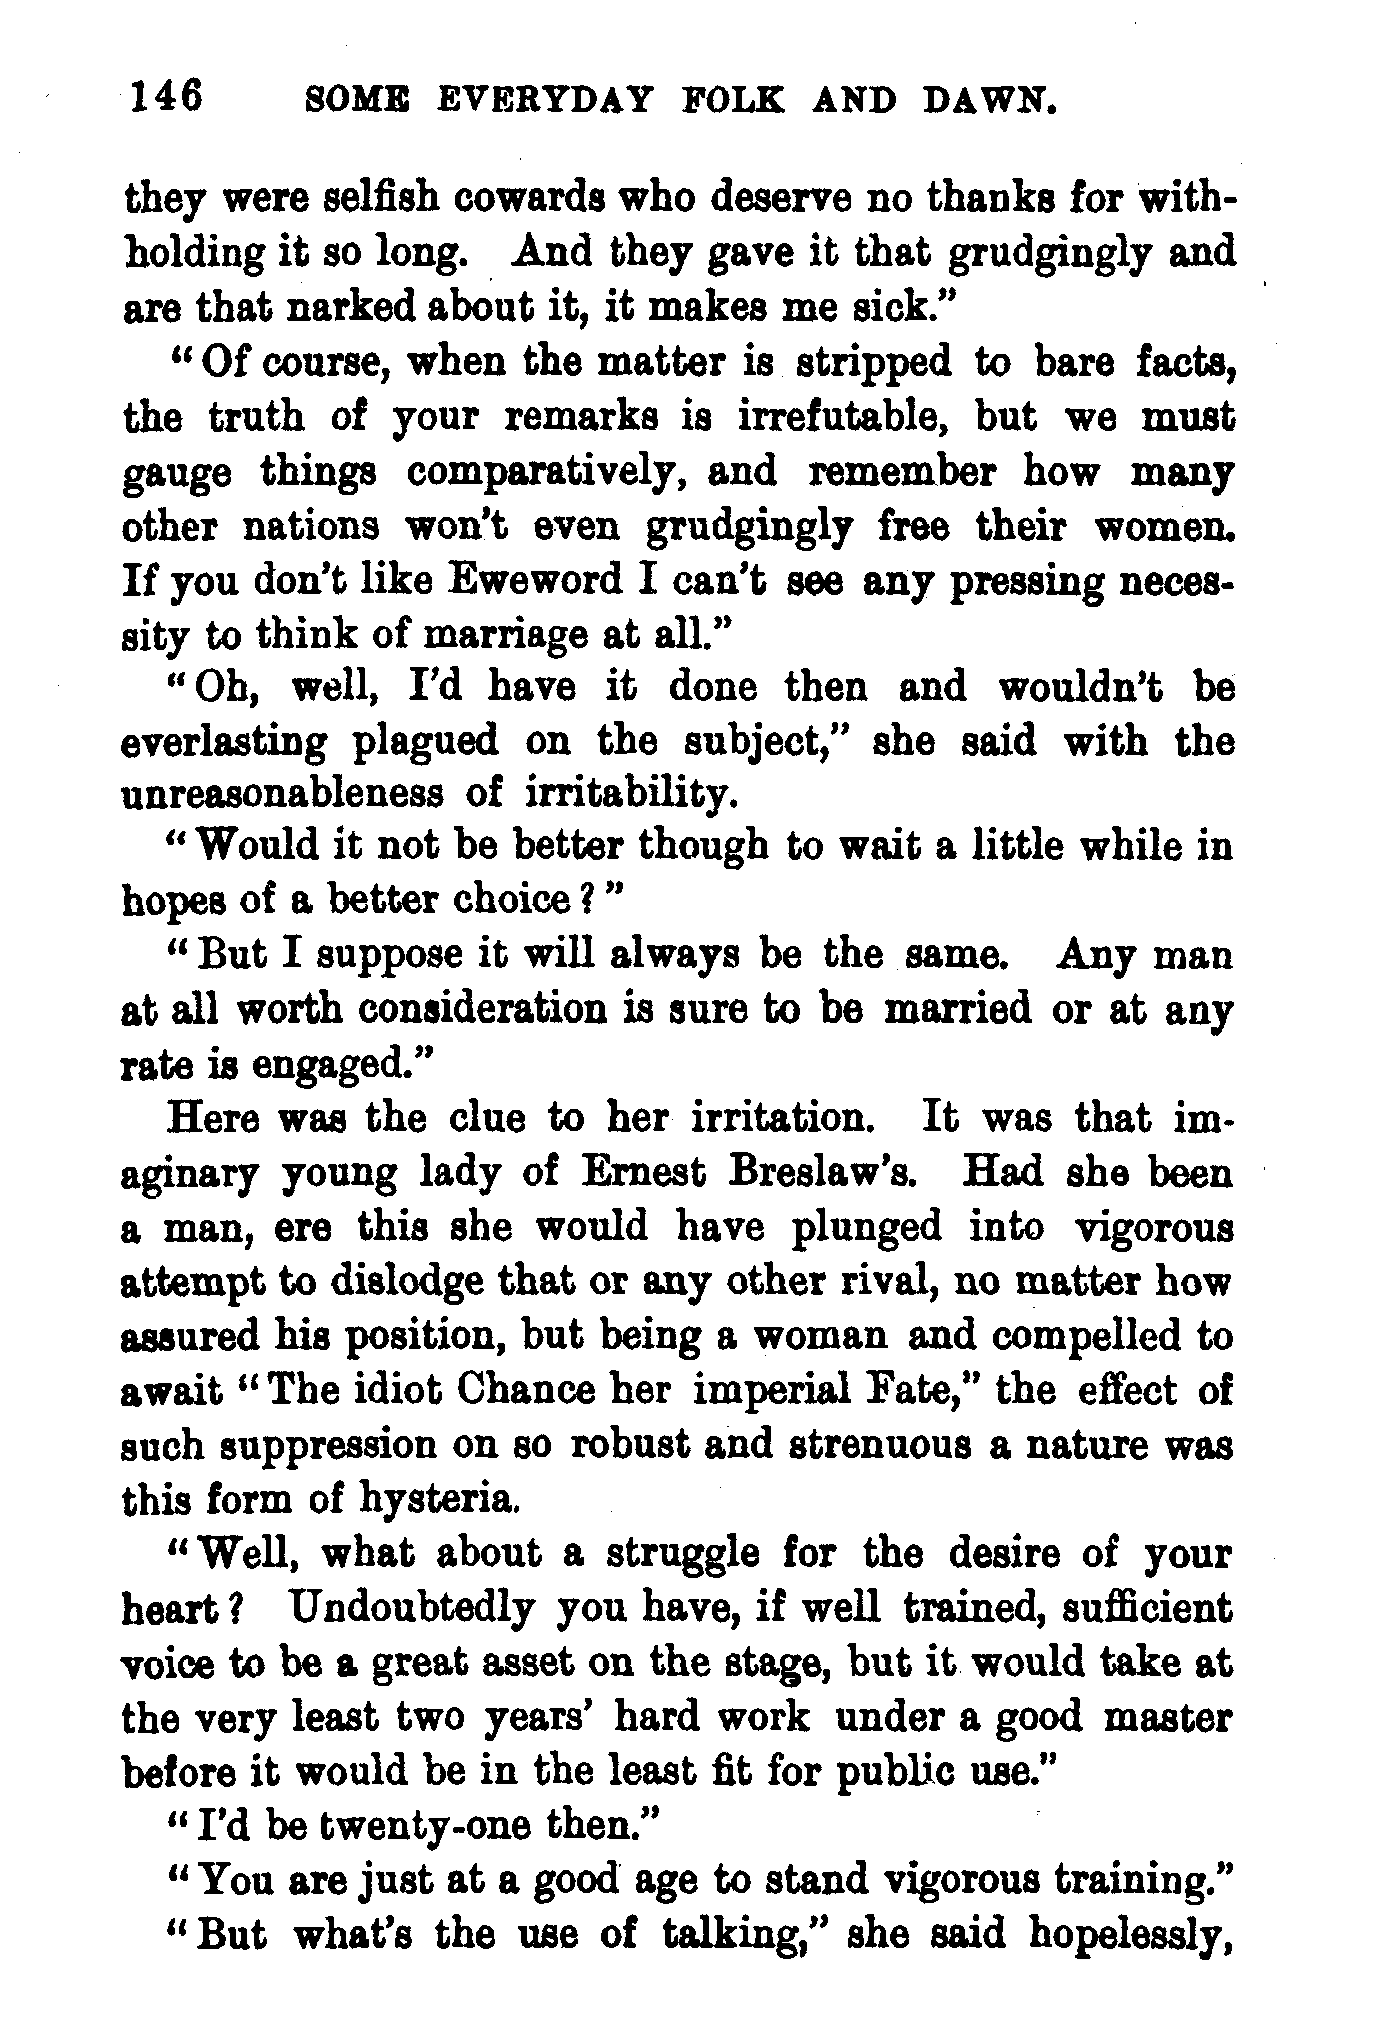 146 SOME EVERYDAY FOLK AND DAWN.
they were selfish cowards who deserve no thanks for with-
holding it so long. And they gave it that grudgingly and
are that narked about it, it makes me sick."
"Of course, when the matter is stripped to bare facts,
the truth of your remarks is irrefutable, but we must
gauge things comparatively, and remember how many
other nations won't even grudgingly free their women.
If you don't like Eweword I can't see any pressing neces-
sity to think of marriage at all."
"Oh, well, I'd have it done then and wouldn't be
everlasting plagued on the subject," she said with the
unreasonableness of irritability.
"Would it not be better though to wait a little while in
hopes of a better choice?"
"But I suppose it will always be the same. Any man
at all worth consideration is sure to be married or at any
rate is engaged."
Here was the clue to her irritation. It was that im-
aginary young lady of Ernest Breslaw's. Had she been
a man, ere this she would have plunged into vigorous
attempt to dislodge that or any other rival, no matter how
assured his position, but being a woman and compelled to
await "The idiot Chance her imperial Fate," the effect of
such suppression on so robust and strenuous a nature was
this form of hysteria.
"Well, what about a struggle for the desire of your
heart? Undoubtedly you have, if well trained, sufficient
voice to be a great asset on the stage, but it would take at
the very least two years' hard work under a good master
before it would be in the least fit for public use."
"I'd be twenty-one then."
"You are just at a good age to stand vigorous training."
"But what's the use of talking," she said hopelessly,